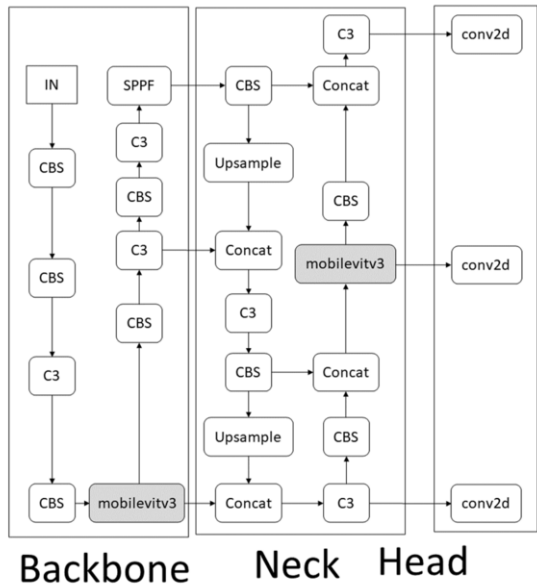 C3
conv2d
IN
SPPF
CBS
Concat
CBS
C3
Upsample
CBS
CBS
C3
Concat
mobilevitv3
conv2d
CBS
CBS
C3
C3
CBS
Concat
Upsample
CBS
CBS
mobilevitv3
Concat
C3
conv2d
Backbone
Neck
Head